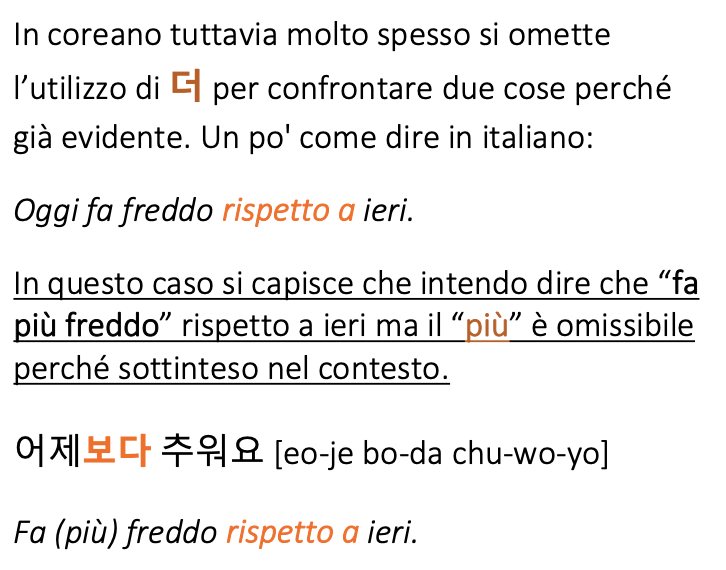 In coreano tuttavia molto spesso si omette
l’utilizzo di 더 per confrontare due cose perché
già evidente. Un po' come dire in italiano:
Oggi fa freddo rispetto a ieri.
In questo caso si capisce che intendo dire che “fa
più freddo” rispetto a ieri ma il “più” è omissibile
perché sottinteso nel contesto.
어제보다 추워요 [eo-je bo-da chu-wo-yo]
Fa (più) freddo rispetto a ieri.